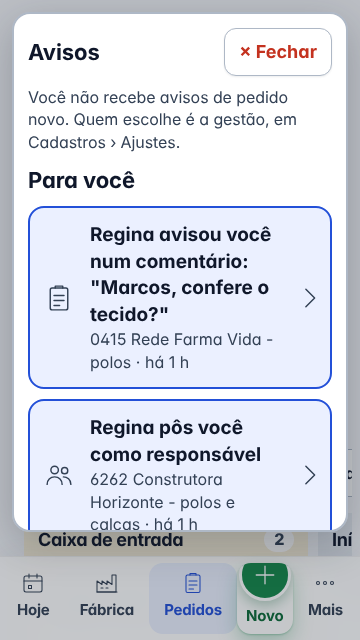 Avisos
× Fechar
Você não recebe avisos de pedido
novo. Quem escolhe é a gestão, em
Cadastros › Ajustes.
Para você
Regina avisou você
num comentário:
"Marcos, confere o
tecido?"
0415 Rede Farma Vida -
polos · há 1 h
Regina pôs você
como responsável
6262 Construtora
Horizonte - polos e
calças · há 1 h
Caixa de entrada
2
Hoje
Fábrica
Pedidos
Novo
Mais